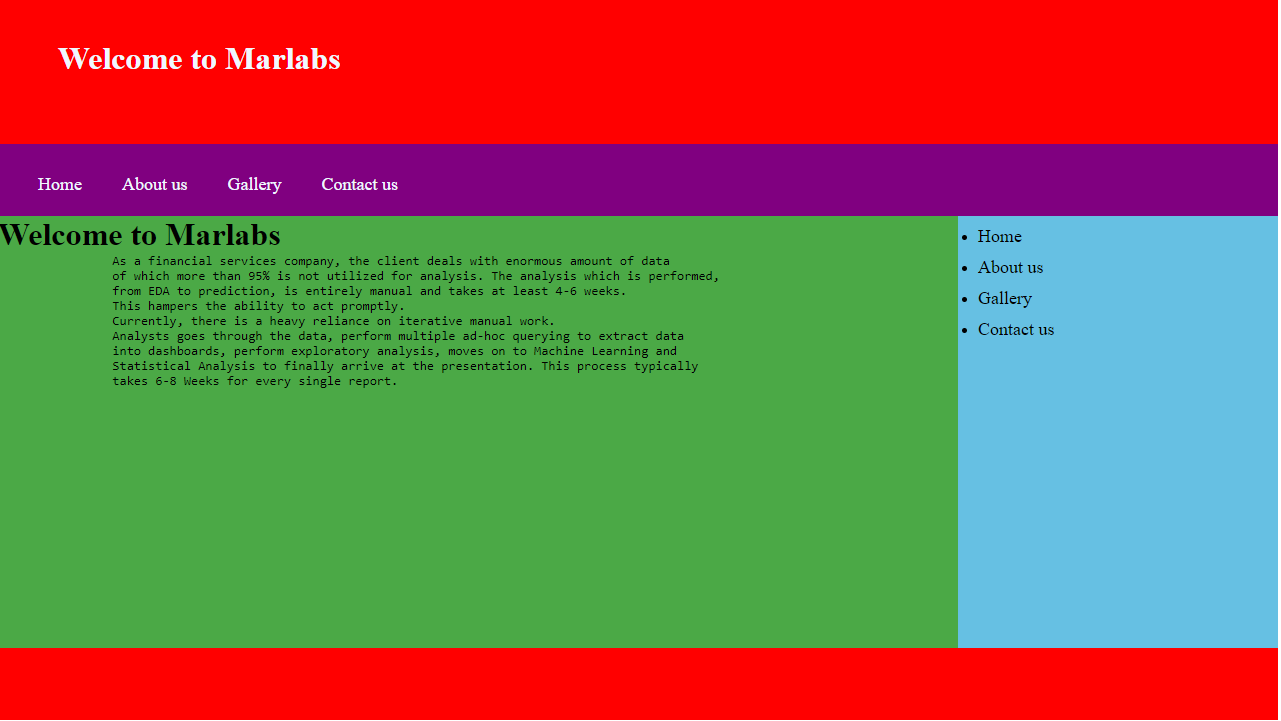 Welcome to Marlabs
Home About us Gallery Contact us
Welcome to Marlabs
As a financial services company, the client deals with enormous amount of data
of which more than 95% is not utilized for analysis. The analysis which is performed,
from EDA to prediction, is entirely manual and takes at least 4-6 weeks.
This hampers the ability to act promptly.
Currently, there is a heavy reliance on iterative manual work.
Analysts goes through the data, perform multiple ad-hoc querying to extract data
into dashboards, perform exploratory analysis, moves on to Machine Learning and
Statistical Analysis to finally arrive at the presentation. This process typically
takes 6-8 Weeks for every single report.
Home
About us
Gallery
Contact us